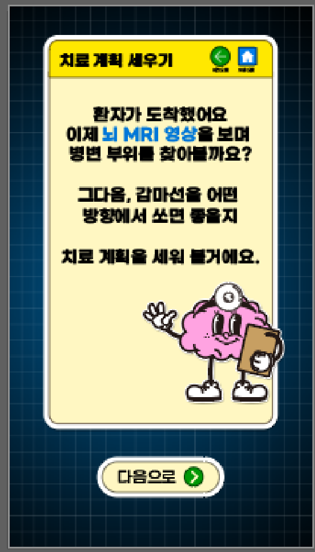 치료 계획 세우기
환자가 도착했어요
이제 뇌 MRI 영상을 보며
병변 부위를 찾아볼까요?
그다음, 감마선을 어떤
방향에서 쏘면 좋을지
치료 계획을 세워 볼거에요.
다음으로